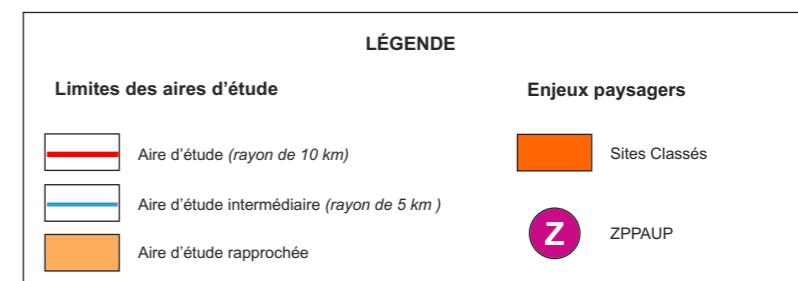 LÉGENDE
Limites des aires d'étude
Aire d'étude (rayon de 10 km)
Aire d'étude intermédiaire (rayon de 5 km )
Aire d'étude rapprochée
Enjeux paysagers
Sites Classés
Z
ZPPAUP